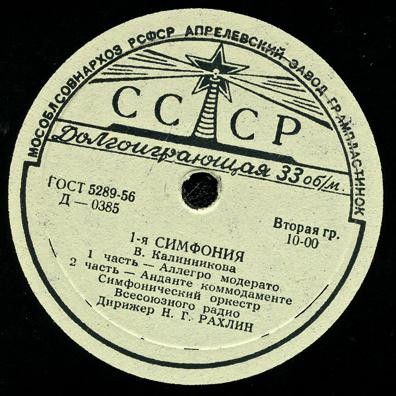 МОСОБЛСОВНАРХОЗ РСФСР АПРЕЛЕВСКИЙ ЗАВОД ГРАМПЛАСТИНОК
СССР
Долгоиграющая 33 об/м.
ГОСТ 5289-56
Д — 0385
Вторая гр.
10-00
1-я СИМФОНИЯ
В. Калинникова
1 часть — Аллегро модерато
2 часть — Анданте коммодаменте
Симфонический оркестр
Всесоюзного радио
Дирижер Н. Г. РАХЛИН